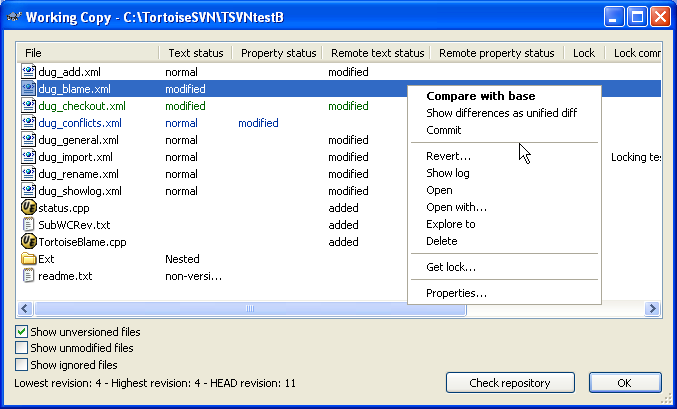 Working Copy - C:\TortoiseSVN\TSVNtestB
File Text status Property status Remote text status Remote property status Lock Lock comm
dug_add.xml normal modified
dug_blame.xml modified
dug_checkout.xml modified modified
dug_conflicts.xml normal modified
dug_general.xml normal modified
dug_import.xml normal modified Locking tes
dug_rename.xml normal modified
dug_showlog.xml normal modified
status.cpp added
SubWCRev.txt added
TortoiseBlame.cpp added
Ext Nested
readme.txt non-versi...
Compare with base
Show differences as unified diff
Commit
Revert...
Show log
Open
Open with...
Explore to
Delete
Get lock...
Properties...
Show unversioned files
Show unmodified files
Show ignored files
Lowest revision: 4 - Highest revision: 4 - HEAD revision: 11
Check repository
OK